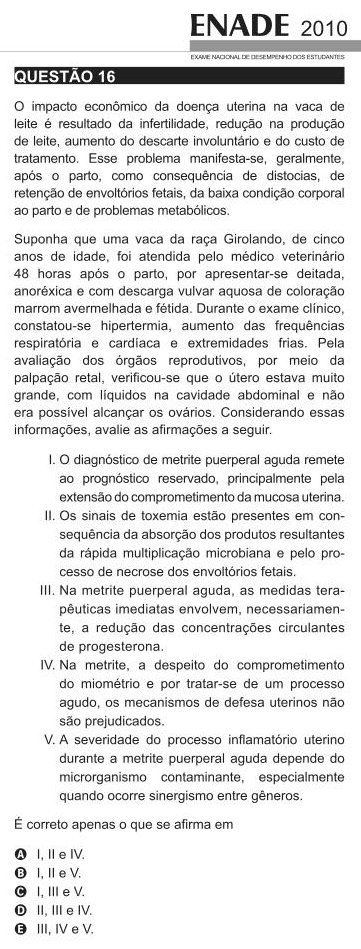 ENADE 2010
EXAME NACIONAL DE DESEMPENHO DOS ESTUDANTES
QUESTÃO 16
O impacto econômico da doença uterina na vaca de
leite é resultado da infertilidade, redução na produção
de leite, aumento do descarte involuntário e do custo de
tratamento. Esse problema manifesta-se, geralmente,
após o parto, como consequência de distocias, de
retenção de envoltórios fetais, da baixa condição corporal
ao parto e de problemas metabólicos.
Suponha que uma vaca da raça Girolando, de cinco
anos de idade, foi atendida pelo médico veterinário
48 horas após o parto, por apresentar-se deitada,
anoréxica e com descarga vulvar aquosa de coloração
marrom avermelhada e fétida. Durante o exame clínico,
constatou-se hipertermia, aumento das frequências
respiratória e cardíaca e extremidades frias. Pela
avaliação dos órgãos reprodutivos, por meio da
palpação retal, verificou-se que o útero estava muito
grande, com líquidos na cavidade abdominal e não
era possível alcançar os ovários. Considerando essas
informações, avalie as afirmações a seguir.
I. O diagnóstico de metrite puerperal aguda remete
ao prognóstico reservado, principalmente pela
extensão do comprometimento da mucosa uterina.
II. Os sinais de toxemia estão presentes em con-
sequência da absorção dos produtos resultantes
da rápida multiplicação microbiana e pelo pro-
cesso de necrose dos envoltórios fetais.
III. Na metrite puerperal aguda, as medidas tera-
pêuticas imediatas envolvem, necessariamen-
te, a redução das concentrações circulantes
de progesterona.
IV. Na metrite, a despeito do comprometimento
do miométrio e por tratar-se de um processo
agudo, os mecanismos de defesa uterinos não
são prejudicados.
V. A severidade do processo inflamatório uterino
durante a metrite puerperal aguda depende do
microrganismo contaminante, especialmente
quando ocorre sinergismo entre gêneros.
É correto apenas o que se afirma em
A I, II e IV.
B I, II e V.
C I, III e V.
D II, III e IV.
E III, IV e V.